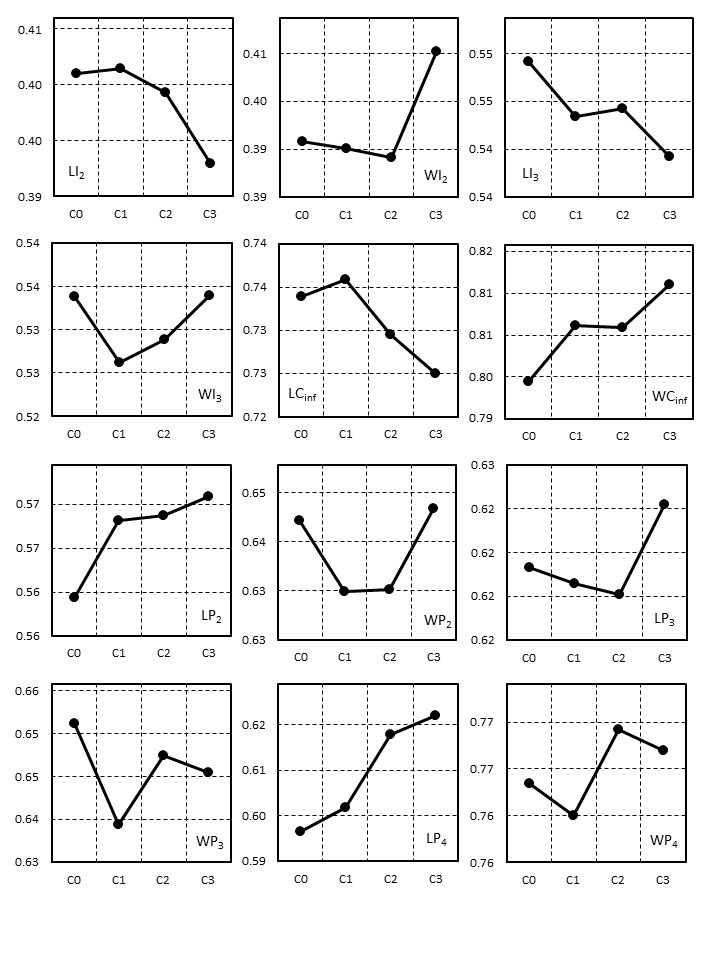 0.41 0.40 0.40 0.39
LI2
C0 C1 C2 C3
0.41 0.40 0.39 0.39
WI2
C0 C1 C2 C3
0.55 0.55 0.54 0.54
LI3
C0 C1 C2 C3
0.54 0.54 0.53 0.53 0.52
WI3
C0 C1 C2 C3
0.74 0.74 0.73 0.73 0.72
LCinf
C0 C1 C2 C3
0.82 0.81 0.81 0.80 0.79
WCinf
C0 C1 C2 C3
0.57 0.57 0.56 0.56
LP2
C0 C1 C2 C3
0.65 0.64 0.63 0.63
WP2
C0 C1 C2 C3
0.63 0.62 0.62 0.62 0.62
LP3
C0 C1 C2 C3
0.66 0.65 0.65 0.64 0.63
WP3
C0 C1 C2 C3
0.62 0.61 0.60 0.59
LP4
C0 C1 C2 C3
0.77 0.77 0.76 0.76
WP4
C0 C1 C2 C3